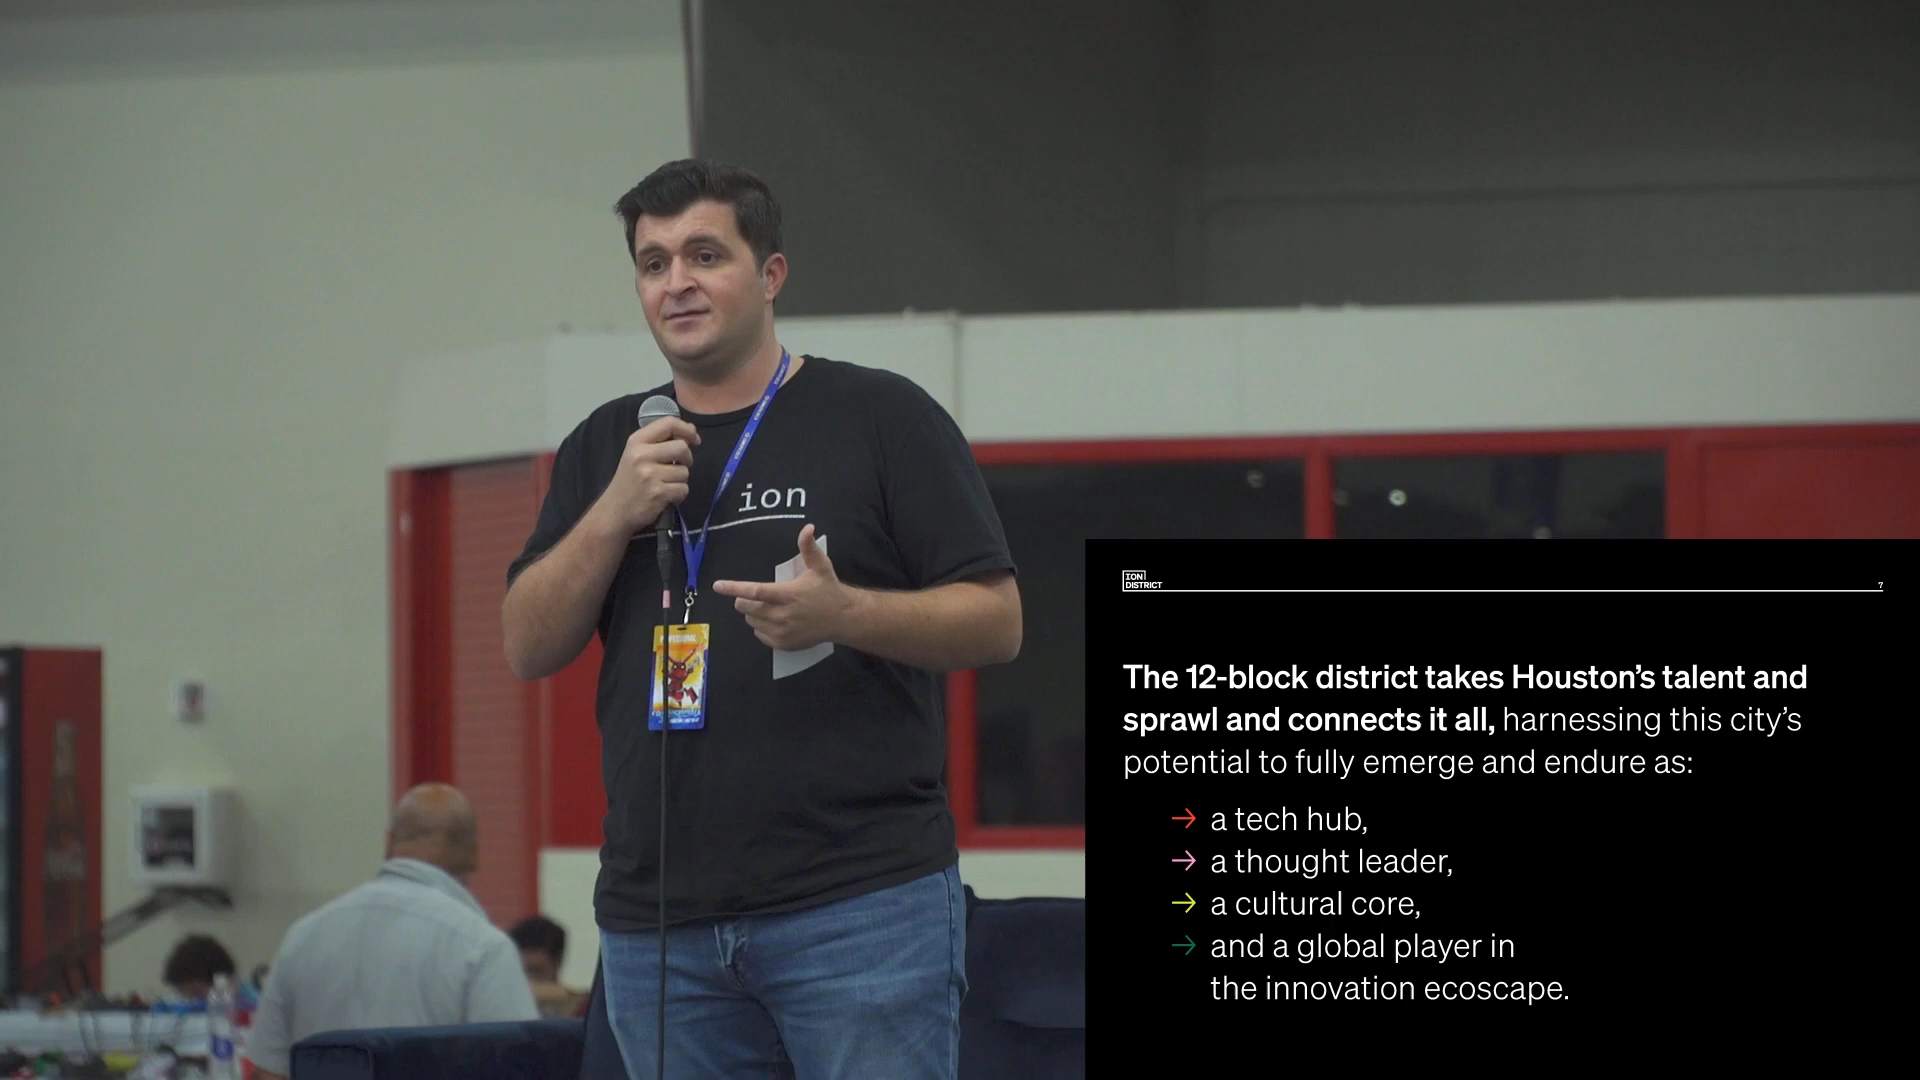 ion
ION
DISTRICT
7
The 12-block district takes Houston’s talent and
sprawl and connects it all, harnessing this city’s
potential to fully emerge and endure as:
→ a tech hub,
→ a thought leader,
→ a cultural core,
→ and a global player in
the innovation ecoscape.